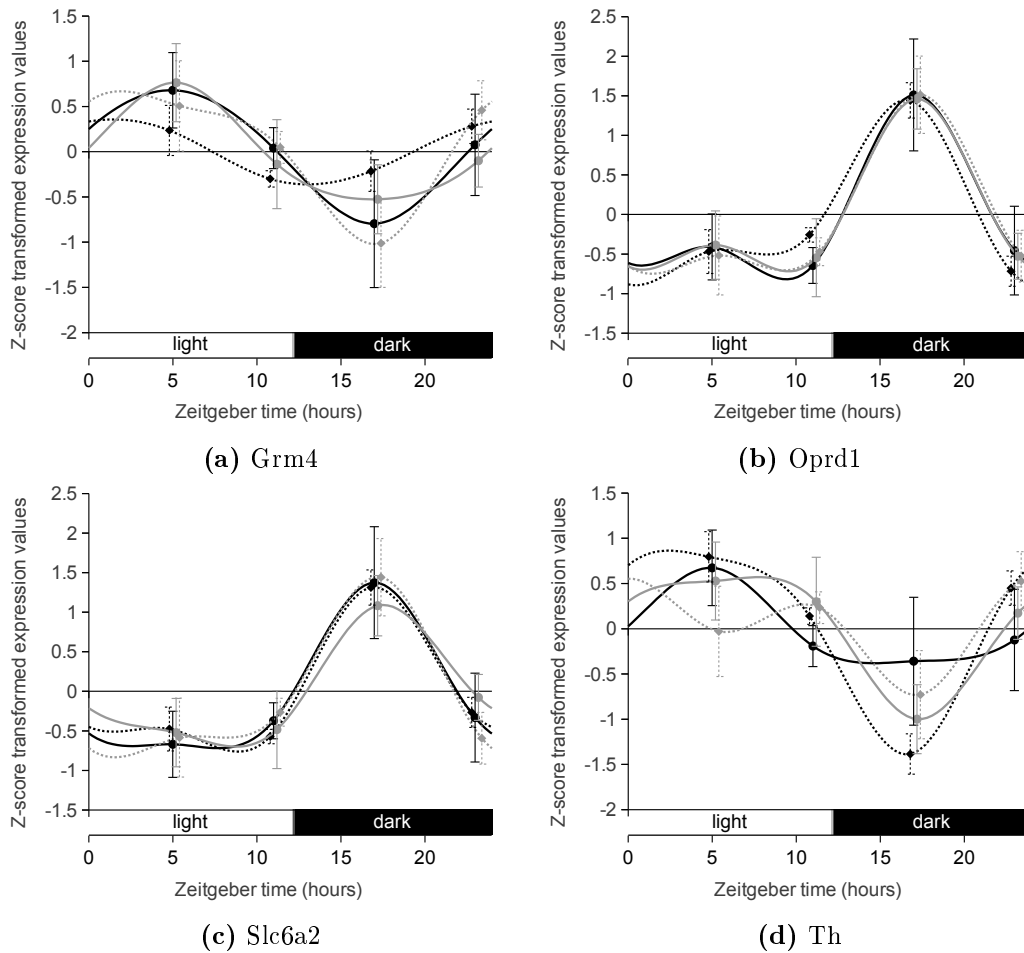 Z-score transformed expression values
1.5
1
0.5
0
-0.5
-1
-1.5
-2
light dark
0 5 10 15 20
Zeitgeber time (hours)
(a) Grm4
Z-score transformed expression values
2.5
2
1.5
1
0.5
0
-0.5
-1
-1.5
light dark
0 5 10 15 20
Zeitgeber time (hours)
(b) Oprd1
Z-score transformed expression values
2.5
2
1.5
1
0.5
0
-0.5
-1
-1.5
light dark
0 5 10 15 20
Zeitgeber time (hours)
(c) Slc6a2
Z-score transformed expression values
1.5
1
0.5
0
-0.5
-1
-1.5
-2
light dark
0 5 10 15 20
Zeitgeber time (hours)
(d) Th